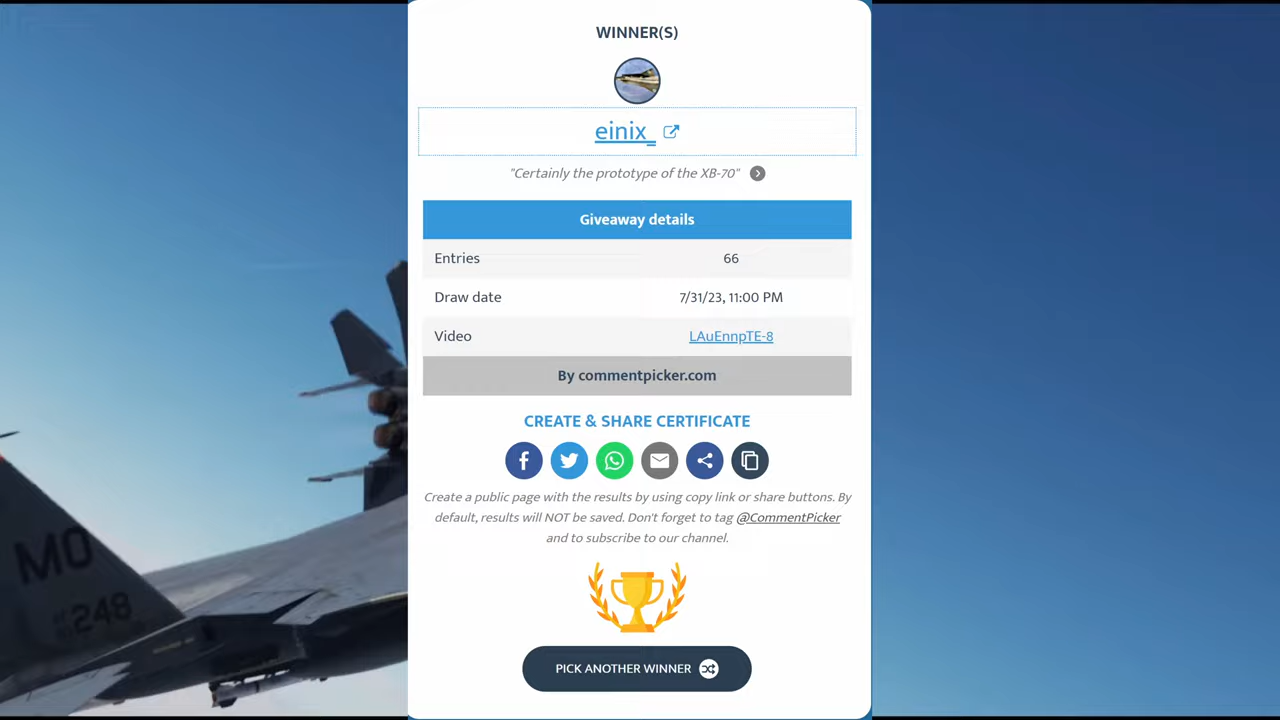 WINNER(S)
einix_
"Certainly the prototype of the XB-70"
Giveaway details
Entries 66
Draw date 7/31/23, 11:00 PM
Video LAuEnnpTE-8
By commentpicker.com
CREATE & SHARE CERTIFICATE
Create a public page with the results by using copy link or share buttons. By
default, results will NOT be saved. Don't forget to tag @CommentPicker
and to subscribe to our channel.
PICK ANOTHER WINNER
MO
248